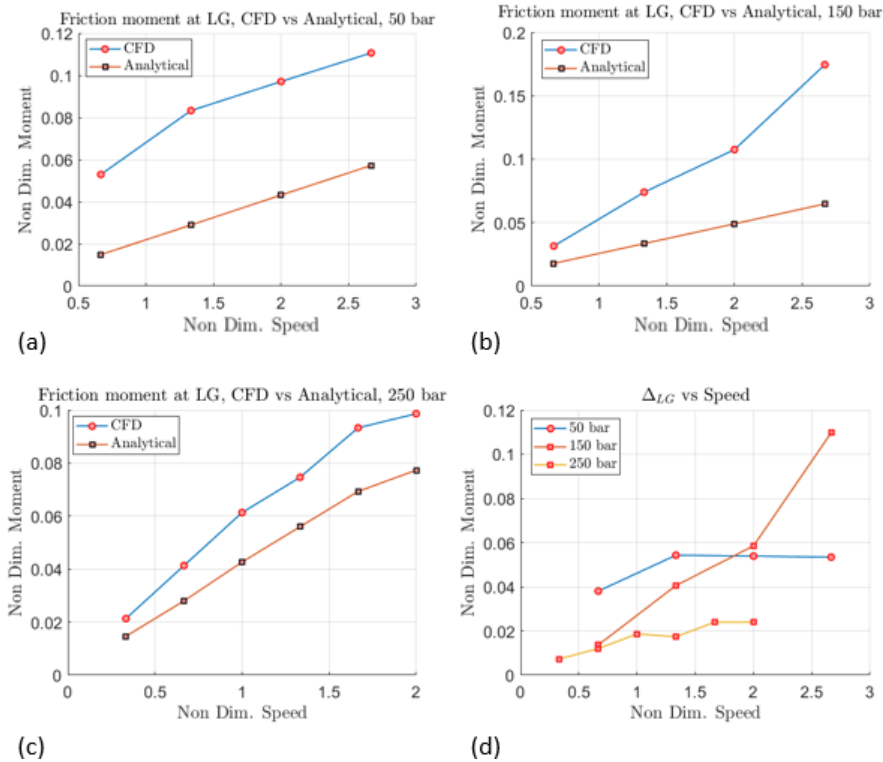 Friction moment at LG, CFD vs Analytical, 50 bar
0.12
0.1
0.08
0.06
0.04
0.02
0
CFD
Analytical
Non Dim. Moment
0.5 1 1.5 2 2.5 3
Non Dim. Speed
(a)
Friction moment at LG, CFD vs Analytical, 150 bar
0.2
0.15
0.1
0.05
0
CFD
Analytical
Non Dim. Moment
0.5 1 1.5 2 2.5 3
Non Dim. Speed
(b)
Friction moment at LG, CFD vs Analytical, 250 bar
0.1
0.08
0.06
0.04
0.02
0
CFD
Analytical
Non Dim. Moment
0 0.5 1 1.5 2
Non Dim. Speed
(c)
Δ_LG vs Speed
0.12
0.1
0.08
0.06
0.04
0.02
0
50 bar
150 bar
250 bar
Non Dim. Moment
0 0.5 1 1.5 2 2.5 3
Non Dim. Speed
(d)